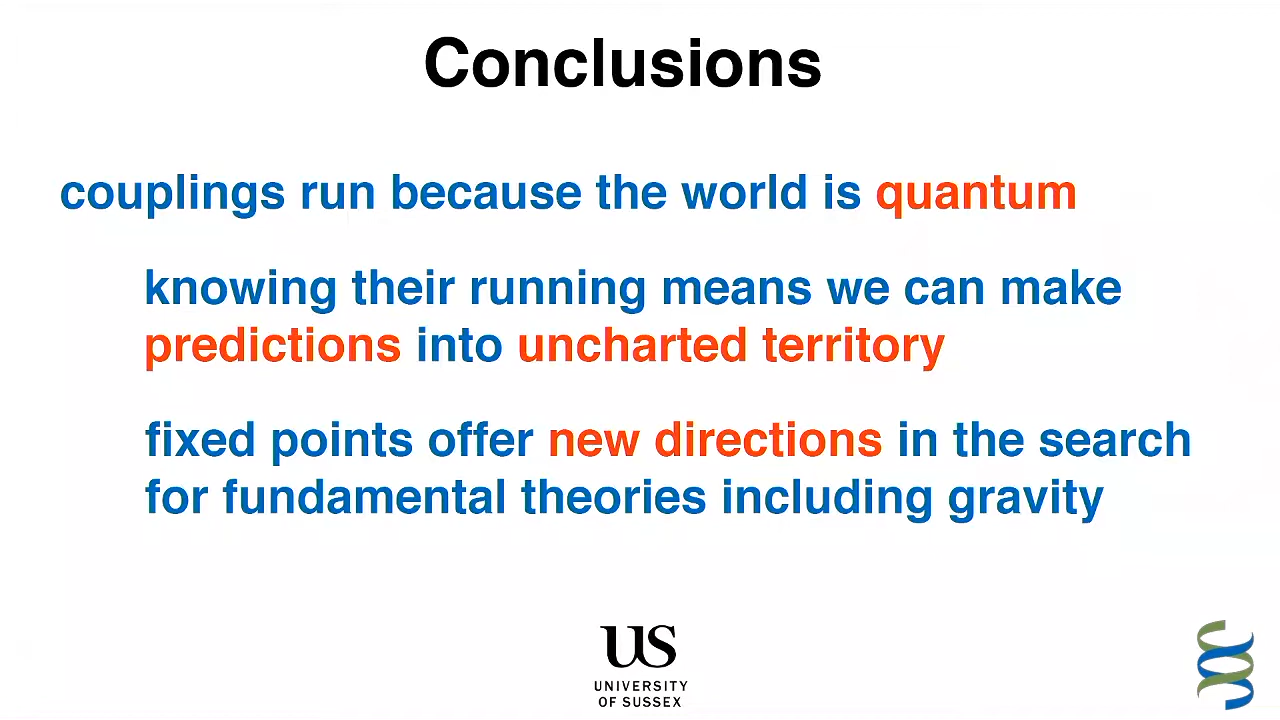 Conclusions
couplings run because the world is quantum
knowing their running means we can make
predictions into uncharted territory
fixed points offer new directions in the search
for fundamental theories including gravity
US
UNIVERSITY
OF SUSSEX